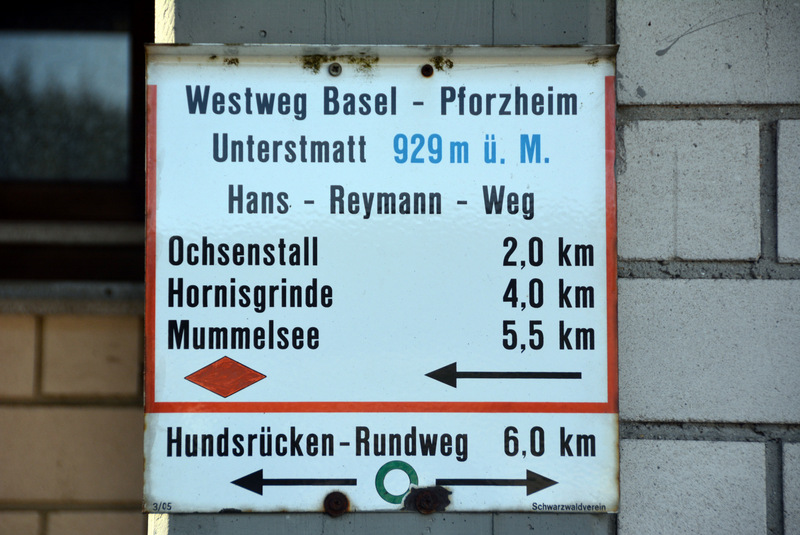 Westweg Basel - Pforzheim
Unterstmatt 929 m ü. M.
Hans - Reymann - Weg
Ochsenstall 2,0 km
Hornisgrinde 4,0 km
Mummelsee 5,5 km
Hundsrücken-Rundweg 6,0 km
3/05 Schwarzwaldverein